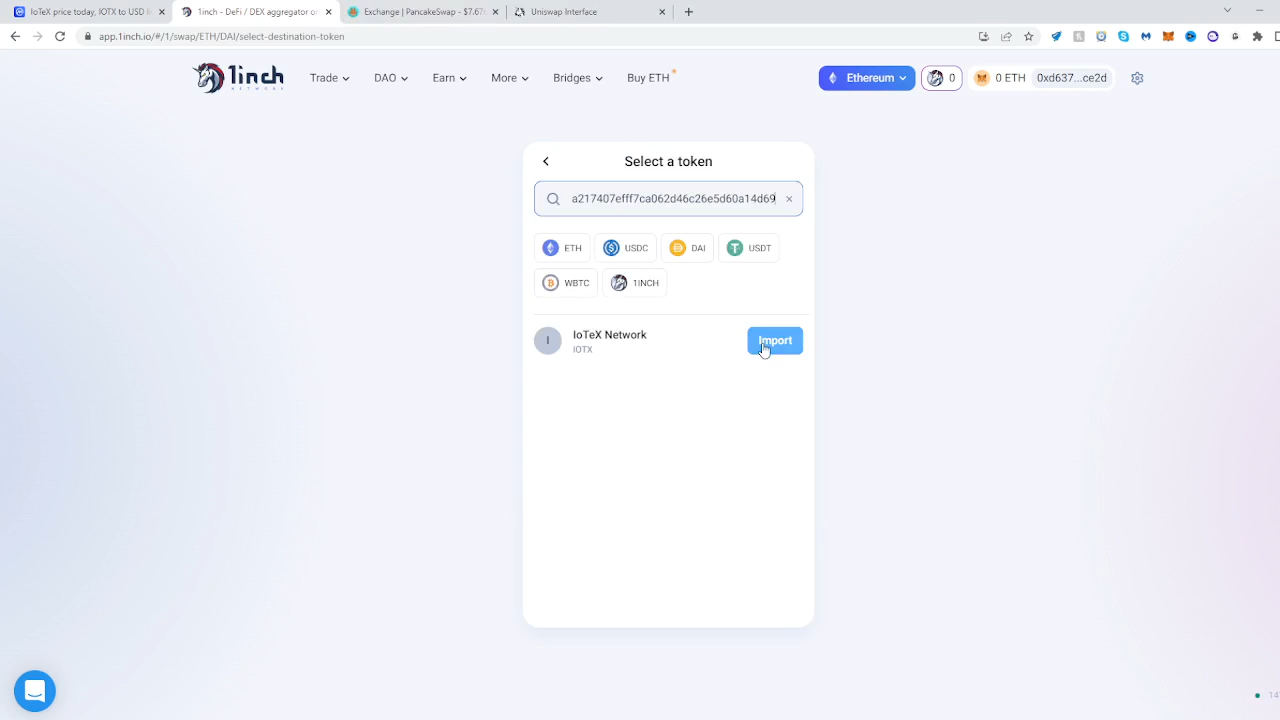 IoTeX price today, IOTX to USD li
1inch - DeFi / DEX aggregator on
Exchange | PancakeSwap - $7.67
Uniswap Interface
app.1inch.io/#/1/swap/ETH/DAI/select-destination-token
1inch
NETWORK
Trade
DAO
Earn
More
Bridges
Buy ETH
Ethereum
0
0 ETH
0xd637...ce2d
Select a token
a217407efff7ca062d46c26e5d60a14d69
ETH
USDC
DAI
USDT
WBTC
1INCH
I
IoTeX Network
IOTX
Import